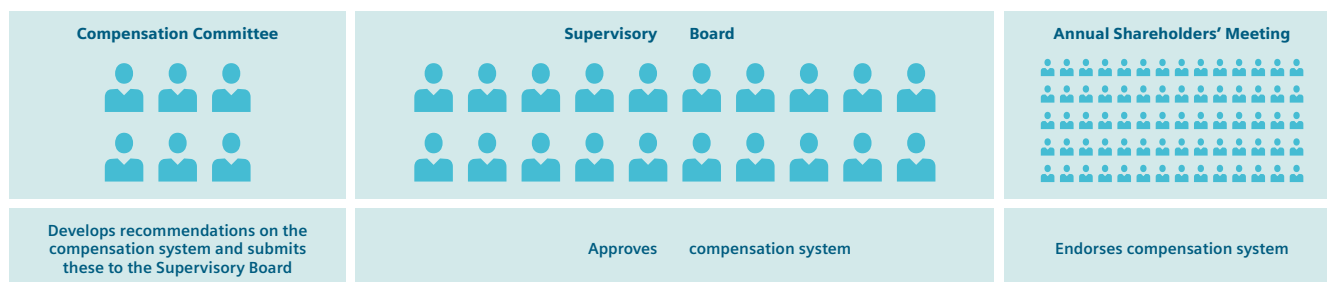 Compensation Committee
Supervisory Board
Annual Shareholders’ Meeting
Develops recommendations on the
compensation system and submits
these to the Supervisory Board
Approves compensation system
Endorses compensation system